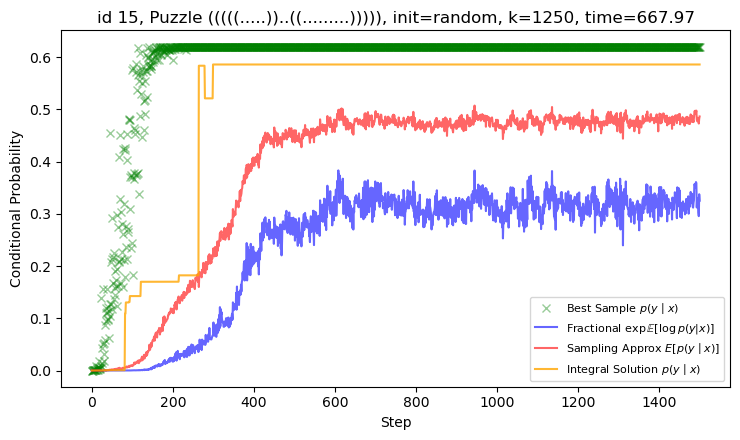 id 15, Puzzle (((((.....))..((.........))))), init=random, k=1250, time=667.97
Conditional Probability
0.6
0.5
0.4
0.3
0.2
0.1
0.0
Best Sample p(y | x)
Fractional exp𝔼[log p(y|x)]
Sampling Approx E[p(y | x)]
Integral Solution p(y | x)
0 200 400 600 800 1000 1200 1400
Step